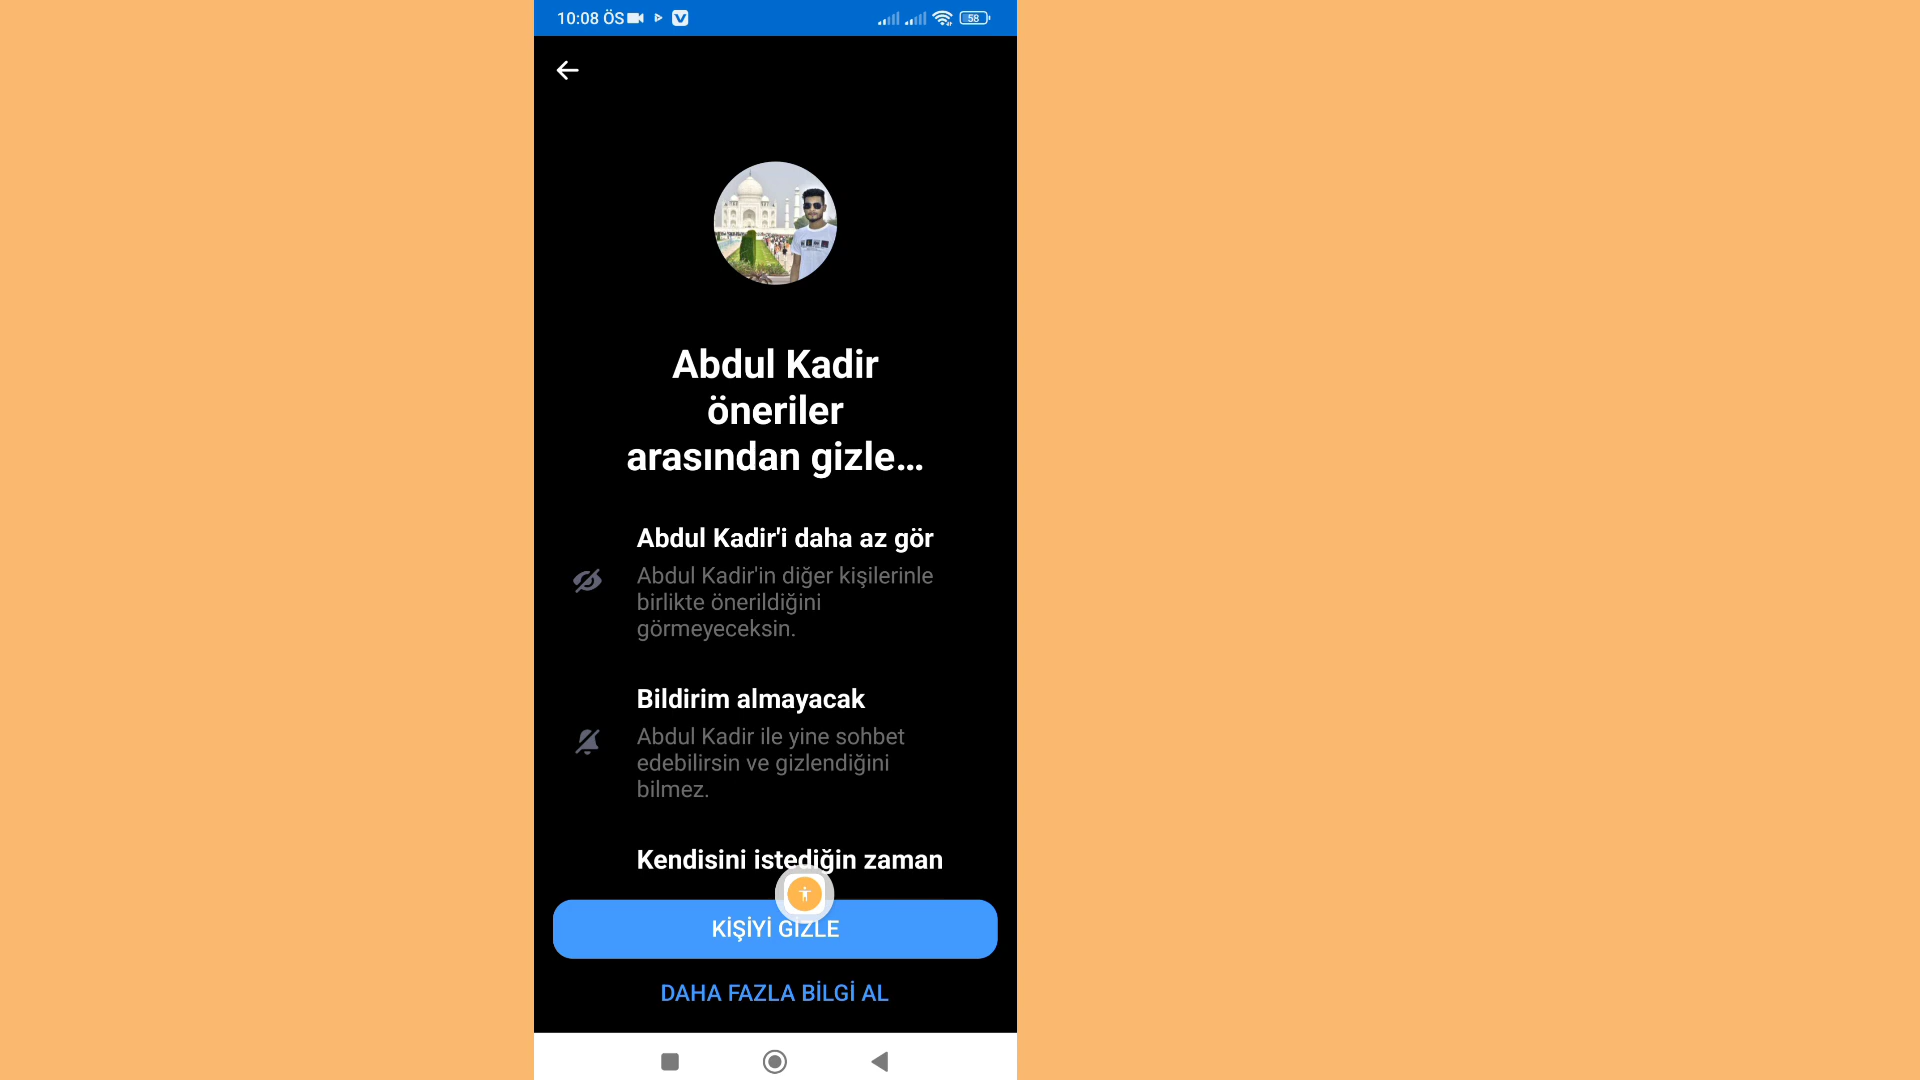 10:08 ÖS
58
Abdul Kadir
öneriler
arasından gizle...
Abdul Kadir'i daha az gör
Abdul Kadir'in diğer kişilerinle
birlikte önerildiğini
görmeyeceksin.
Bildirim almayacak
Abdul Kadir ile yine sohbet
edebilirsin ve gizlendiğini
bilmez.
Kendisini istediğin zaman
KİŞİYİ GİZLE
DAHA FAZLA BİLGİ AL